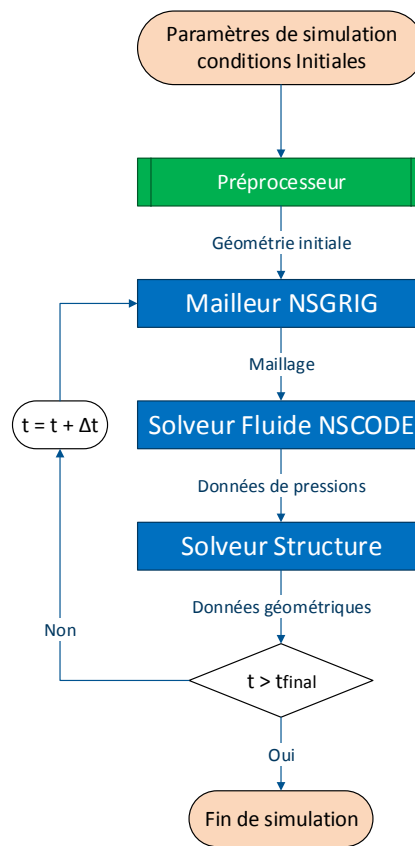 Paramètres de simulation
conditions Initiales
Préprocesseur
Géométrie initiale
Mailleur NSGRIG
Maillage
t = t + Δt
Solveur Fluide NSCODE
Données de pressions
Solveur Structure
Données géométriques
Non
t > tfinal
Oui
Fin de simulation